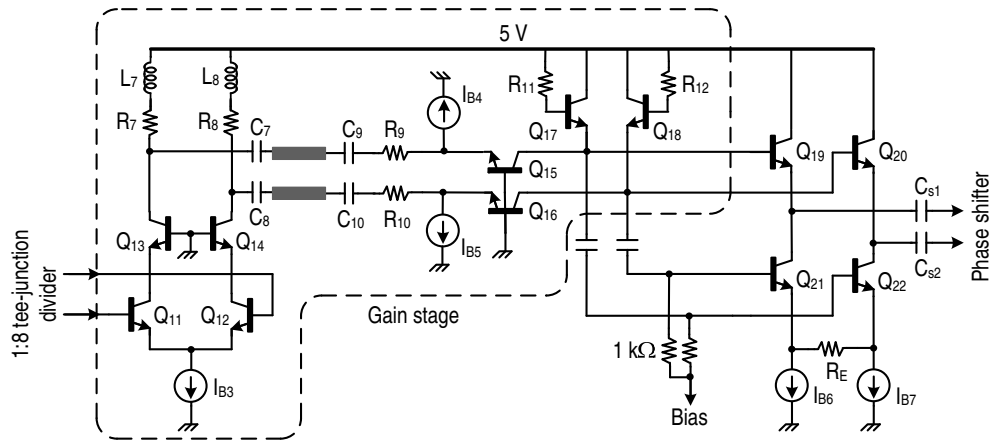 5 V
L7
L8
R7
R8
C7
C9
R9
IB4
R11
R12
Q17
Q18
Q15
Q16
C8
C10
R10
IB5
Q19
Q20
Cs1
Cs2
Phase shifter
Q13
Q14
1:8 tee-junction
divider
Q11
Q12
IB3
Gain stage
Q21
Q22
1 kΩ
Bias
RE
IB6
IB7